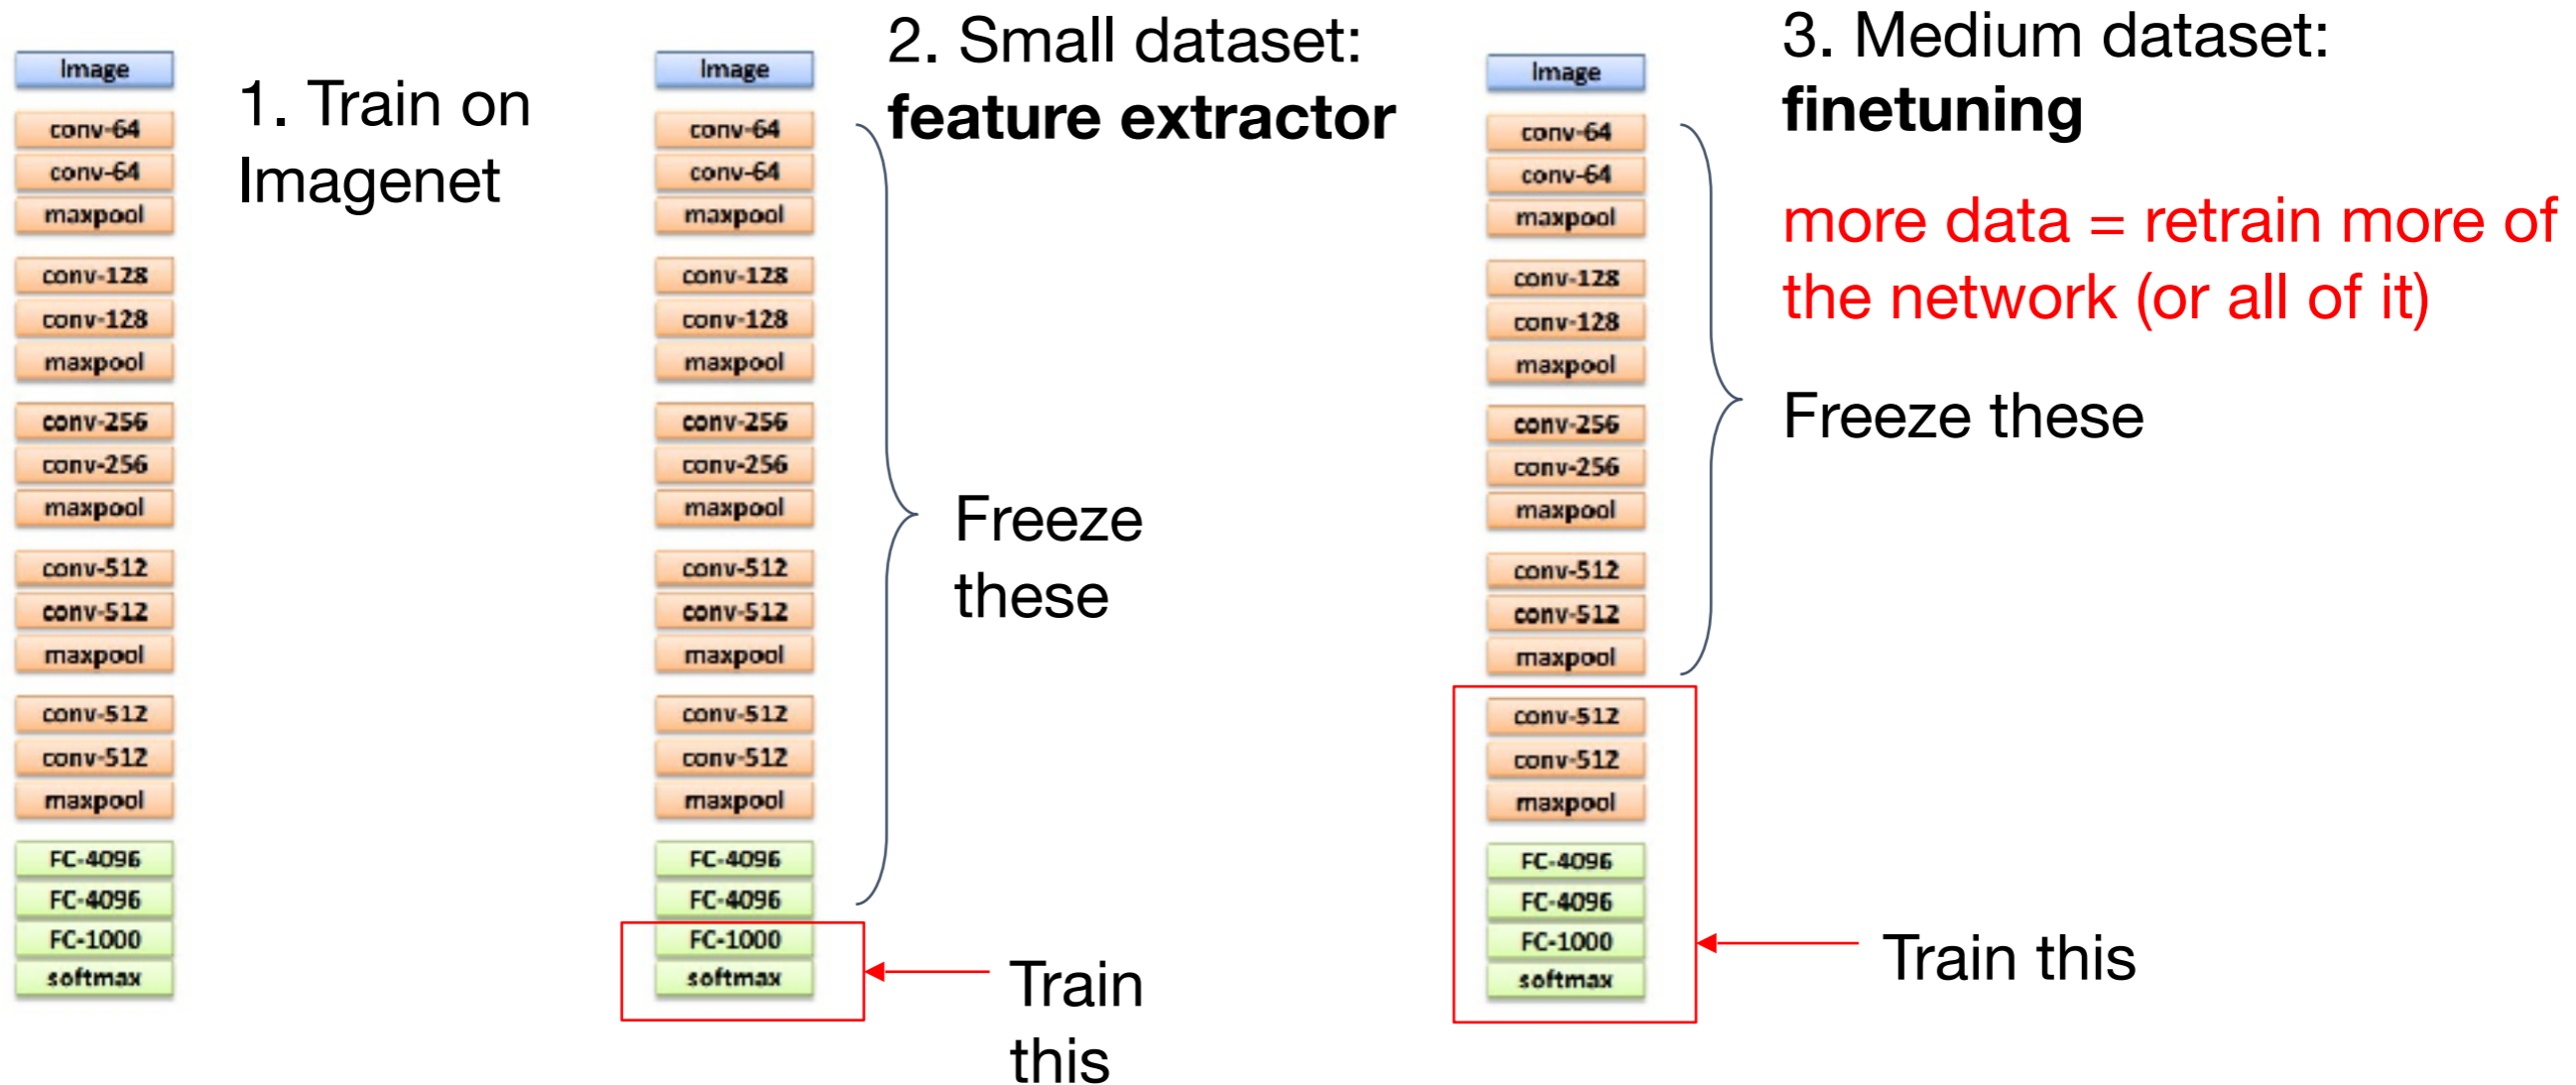 Image
conv-64
conv-64
maxpool
conv-128
conv-128
maxpool
conv-256
conv-256
maxpool
conv-512
conv-512
maxpool
conv-512
conv-512
maxpool
FC-4096
FC-4096
FC-1000
softmax
1. Train on
Imagenet
Image
conv-64
conv-64
maxpool
conv-128
conv-128
maxpool
conv-256
conv-256
maxpool
conv-512
conv-512
maxpool
conv-512
conv-512
maxpool
FC-4096
FC-4096
FC-1000
softmax
2. Small dataset:
feature extractor
Freeze
these
Train
this
Image
conv-64
conv-64
maxpool
conv-128
conv-128
maxpool
conv-256
conv-256
maxpool
conv-512
conv-512
maxpool
conv-512
conv-512
maxpool
FC-4096
FC-4096
FC-1000
softmax
3. Medium dataset:
finetuning
more data = retrain more of
the network (or all of it)
Freeze these
Train this